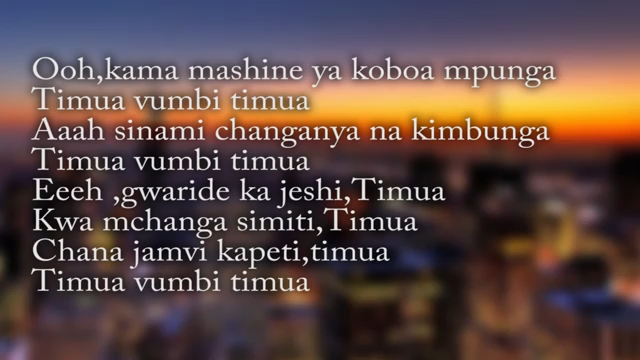 Ooh,kama mashine ya koboa mpunga
Timua vumbi timua
Aaah sinami changanya na kimbunga
Timua vumbi timua
Eeeh ,gwaride ka jeshi,Timua
Kwa mchanga simiti,Timua
Chana jamvi kapeti,timua
Timua vumbi timua